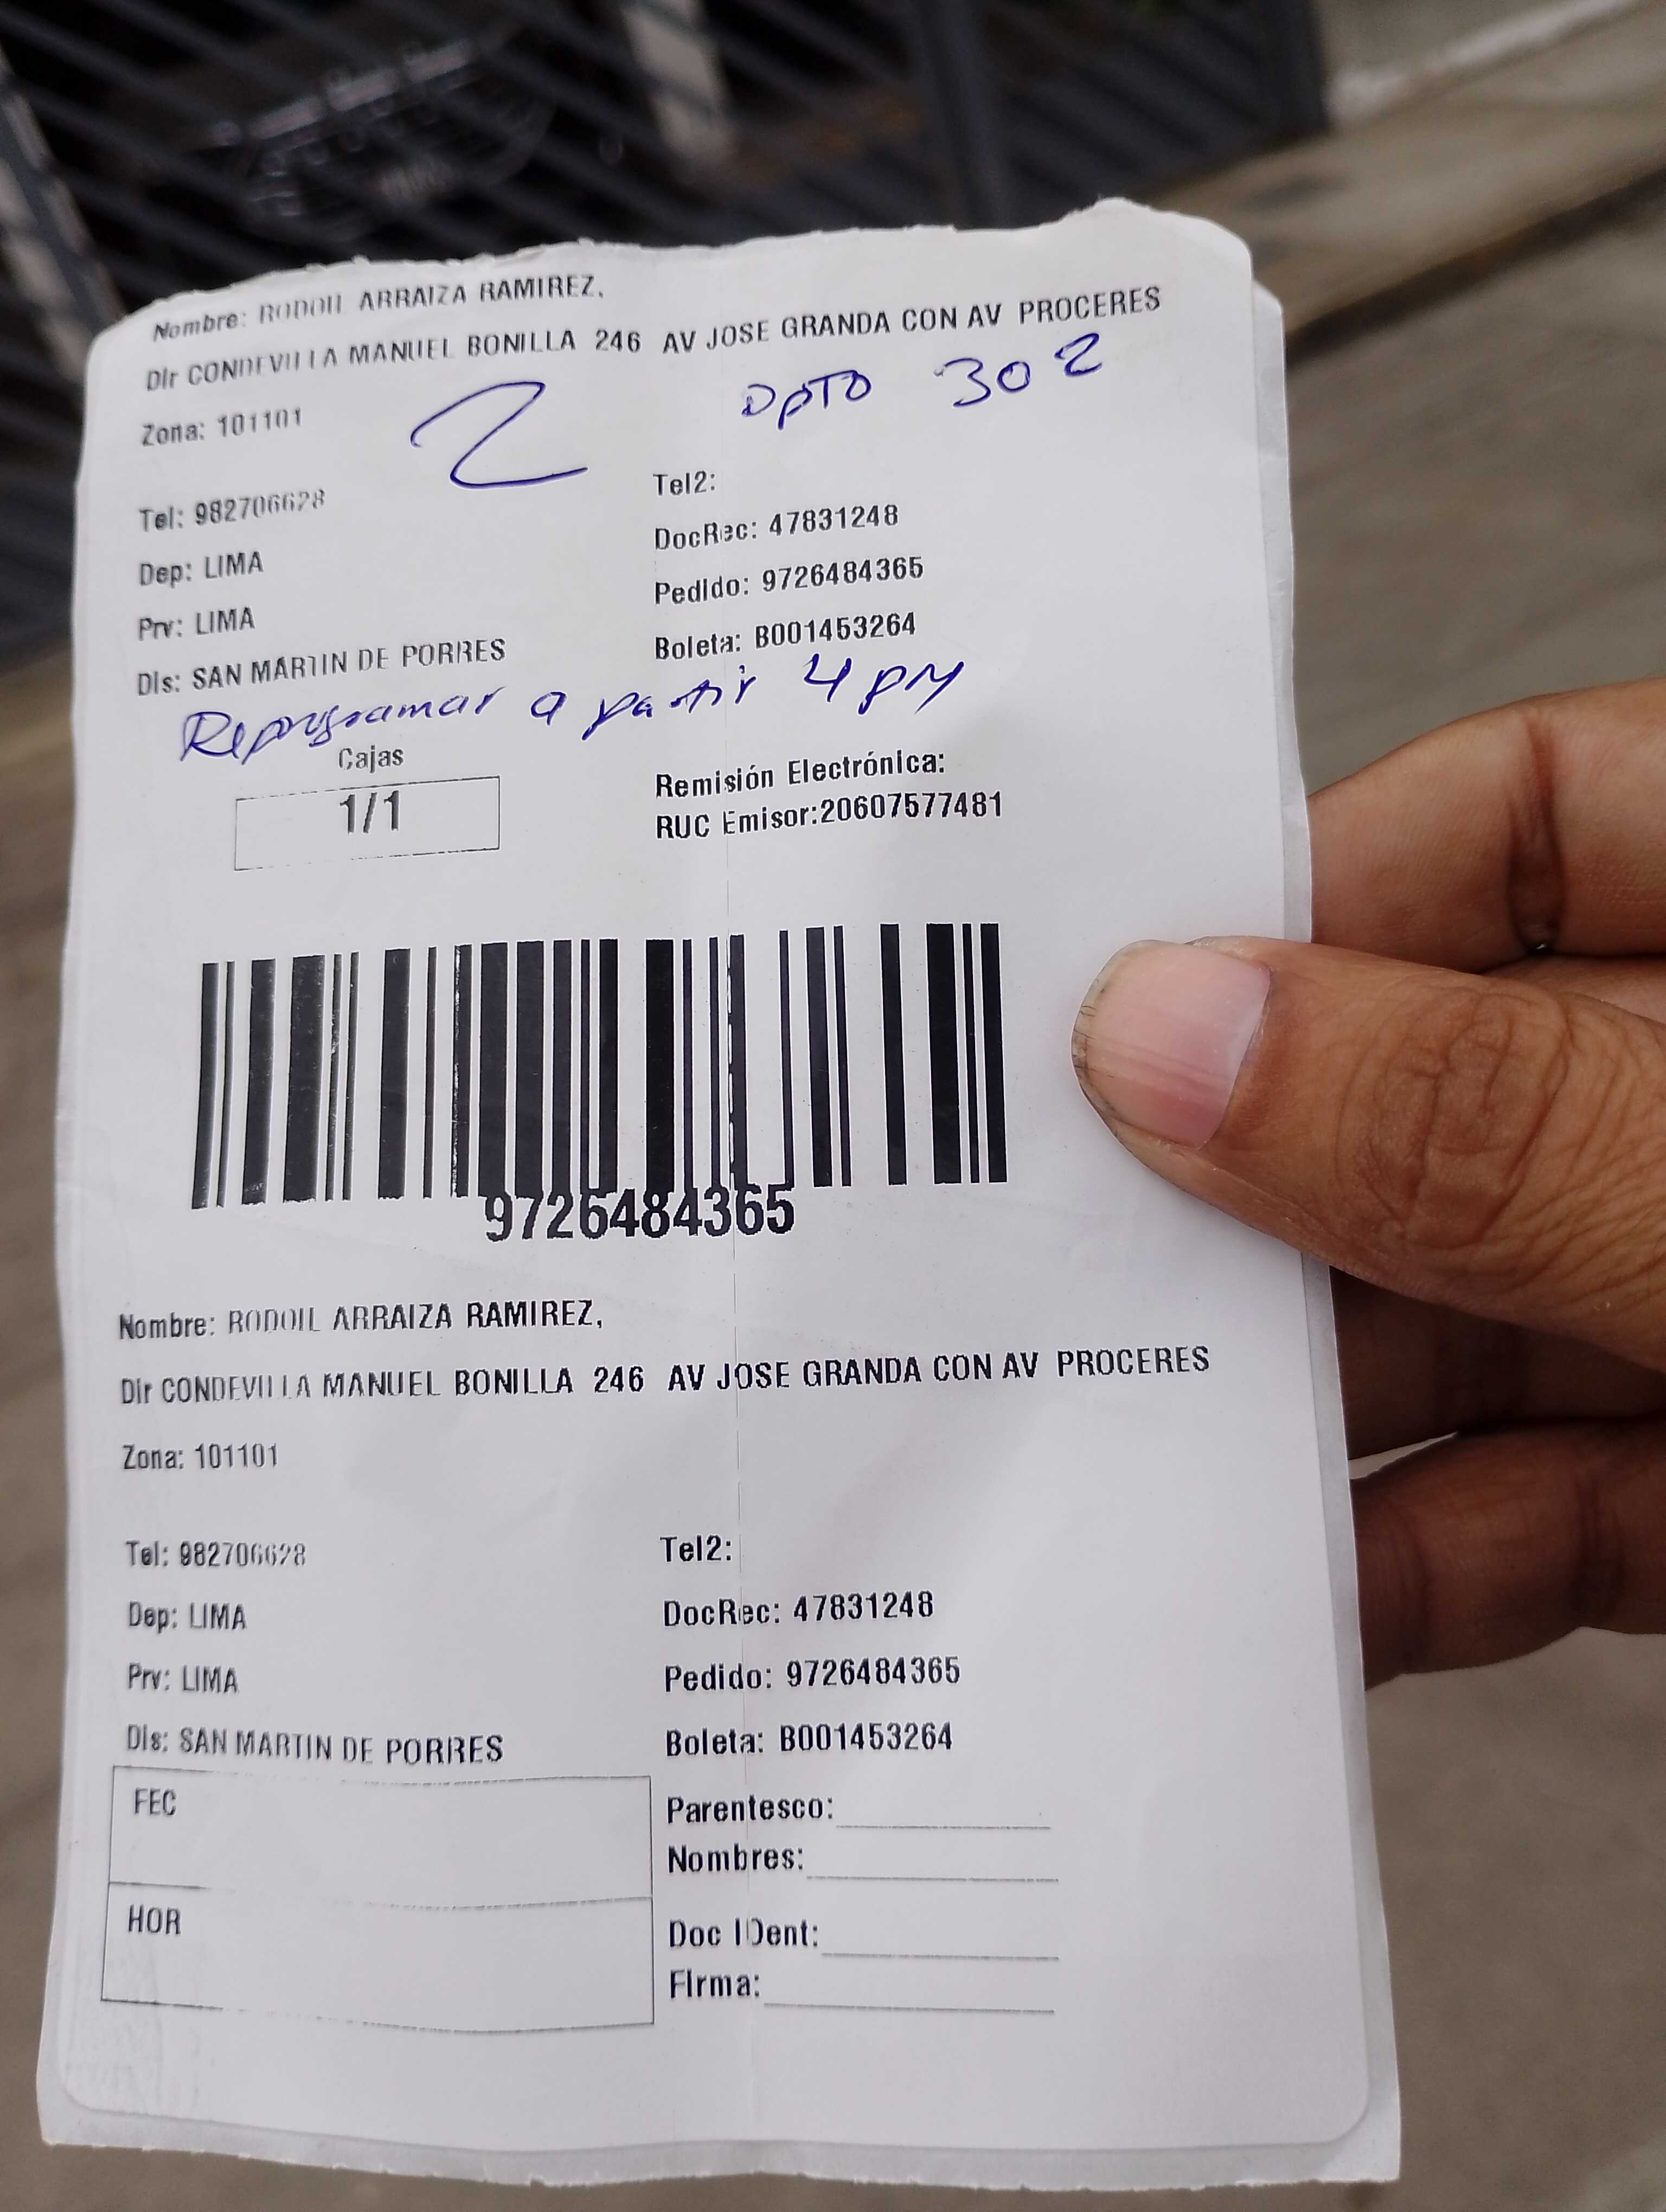 Nombre: RODOIL ARRAIZA RAMIREZ,
Dir CONDEVILLA MANUEL BONILLA 246 AV JOSE GRANDA CON AV PROCERES
DPTO 302
Zona: 101101
2
Tel: 982706628
Tel2:
DocRec: 47831248
Dep: LIMA
Pedido: 9726484365
Prv: LIMA
Boleta: B001453264
Dis: SAN MARTIN DE PORRES
Reprogramar a partir 4 PM
Cajas
1/1
Remisión Electrónica:
RUC Emisor:20607577481
9726484365
Nombre: RODOIL ARRAIZA RAMIREZ,
Dir CONDEVILLA MANUEL BONILLA 246 AV JOSE GRANDA CON AV PROCERES
Zona: 101101
Tel: 982706628
Tel2:
Dep: LIMA
DocRec: 47831248
Prv: LIMA
Pedido: 9726484365
Dis: SAN MARTIN DE PORRES
Boleta: B001453264
FEC
Parentesco:
Nombres:
HOR
Doc IDent:
Firma: